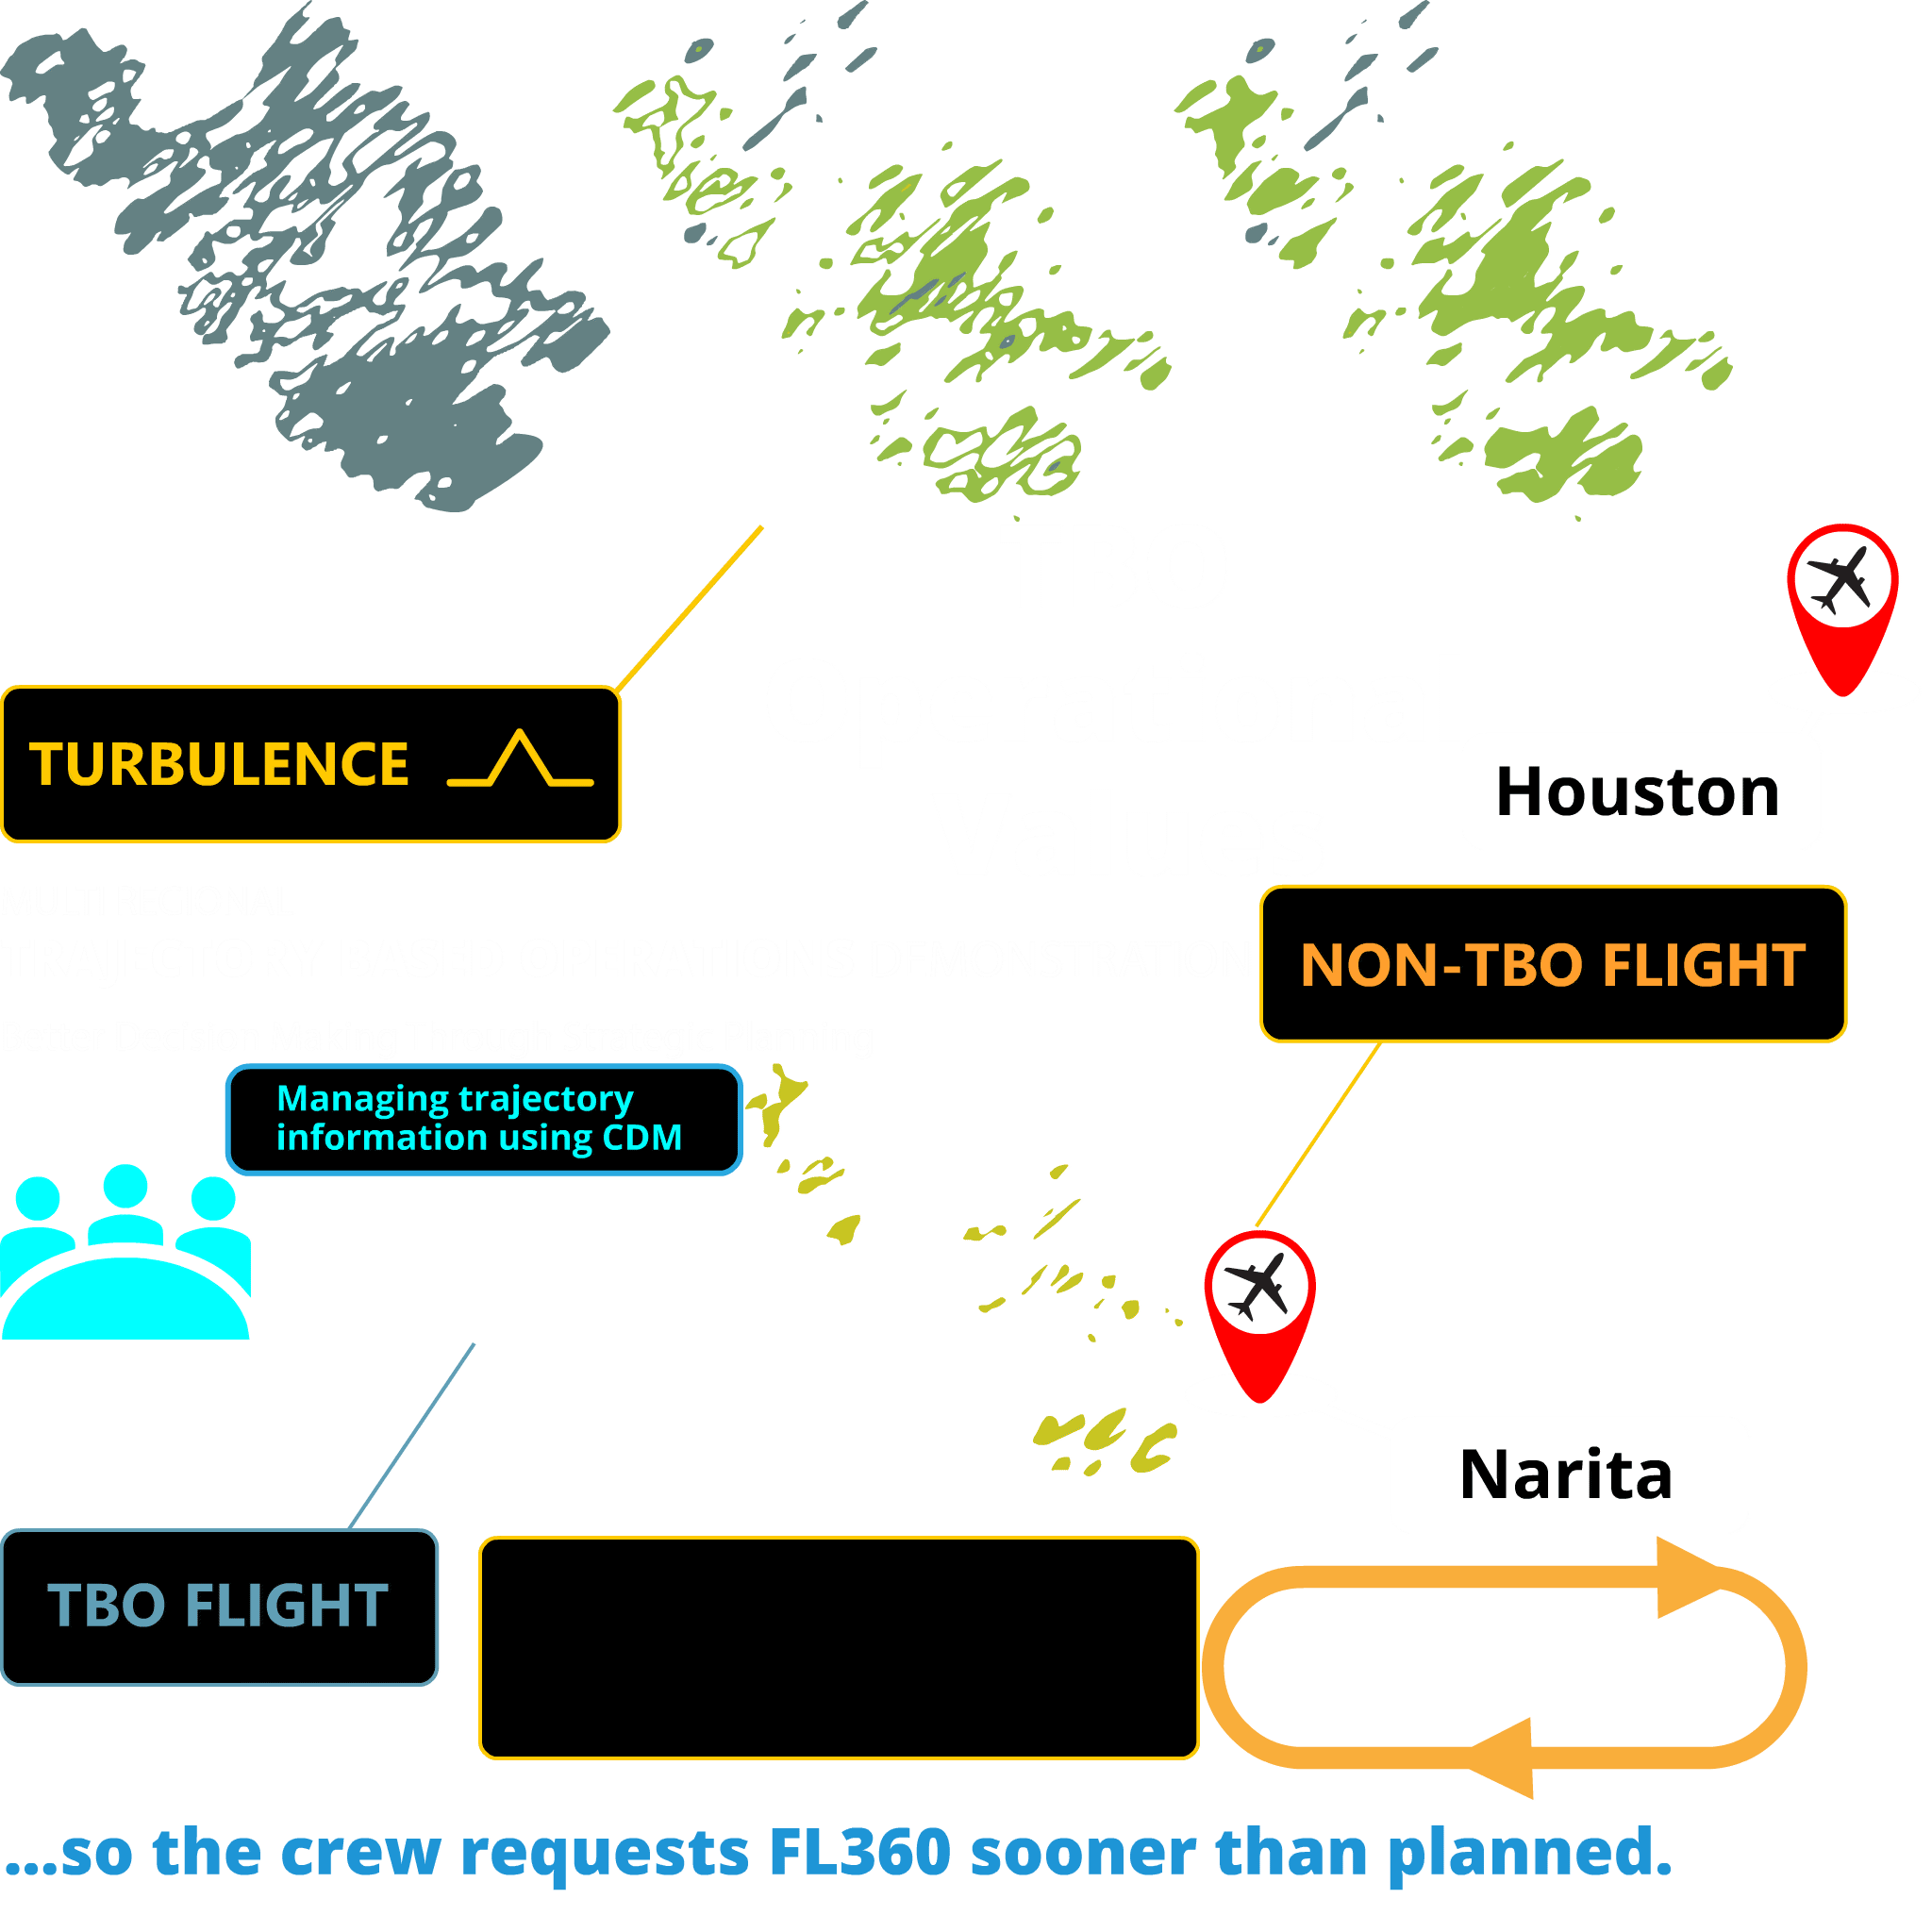 TURBULENCE
Houston
NON-TBO FLIGHT
Managing trajectory
information using CDM
Narita
TBO FLIGHT
...so the crew requests FL360 sooner than planned.